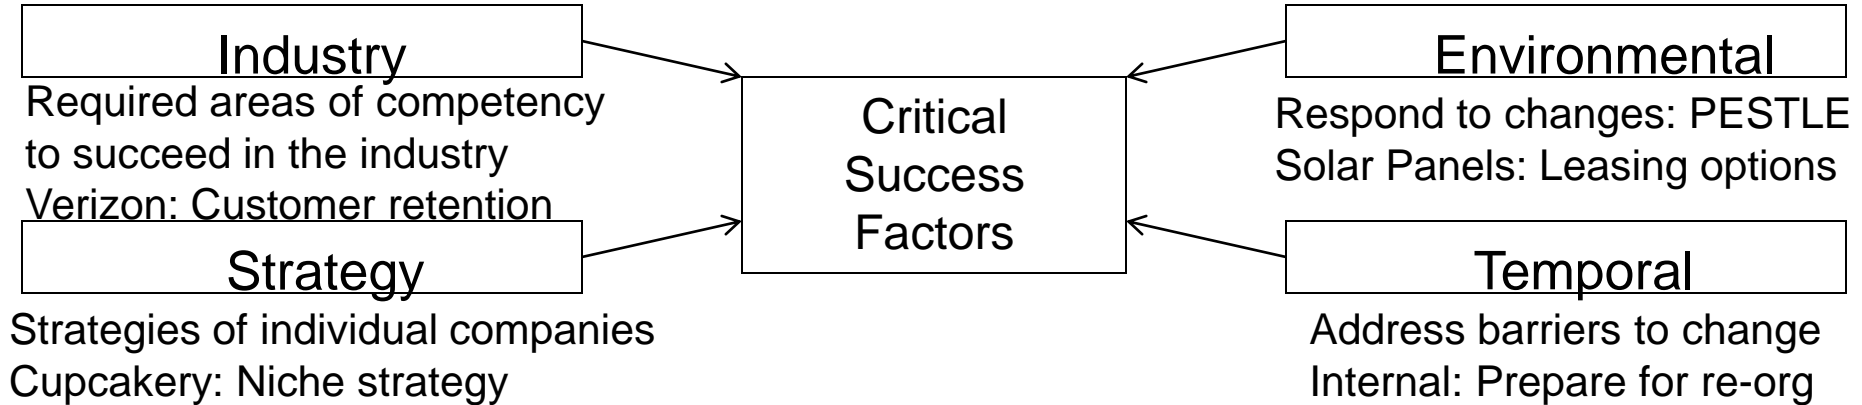 Industry
Required areas of competency
to succeed in the industry
Verizon: Customer retention
Strategy
Strategies of individual companies
Cupcakery: Niche strategy
Critical
Success
Factors
Environmental
Respond to changes: PESTLE
Solar Panels: Leasing options
Temporal
Address barriers to change
Internal: Prepare for re-org